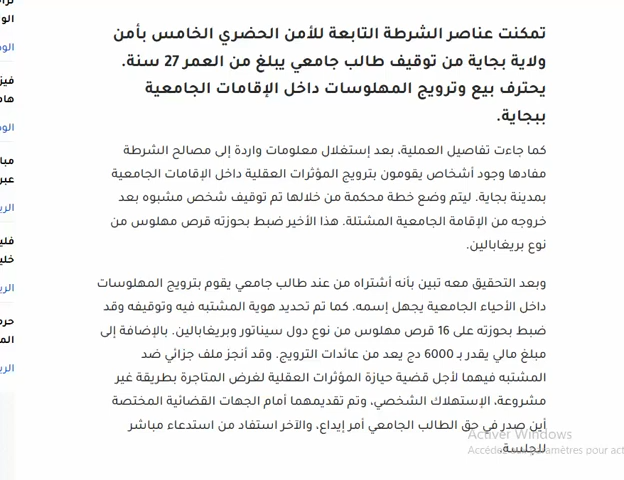 تمكنت عناصر الشرطة التابعة للأمن الحضري الخامس بأمن
ولاية بجاية من توقيف طالب جامعي يبلغ من العمر 27 سنة.
يحترف بيع وترويج المهلوسات داخل الإقامات الجامعية
ببجاية.
كما جاءت تفاصيل العملية، بعد إستغلال معلومات واردة إلى مصالح الشرطة
مفادها وجود أشخاص يقومون بترويج المؤثرات العقلية داخل الإقامات الجامعية
بمدينة بجاية. ليتم وضع خطة محكمة من خلالها تم توقيف شخص مشبوه بعد
خروجه من الإقامة الجامعية المشتلة. هذا الأخير ضبط بحوزته قرص مهلوس من
نوع بريغابالين.
وبعد التحقيق معه تبين بأنه أشتراه من عند طالب جامعي يقوم بترويج المهلوسات
داخل الأحياء الجامعية يجهل إسمه. كما تم تحديد هوية المشتبه فيه وتوقيفه وقد
ضبط بحوزته على 16 قرص مهلوس من نوع دول سيناتور وبريغابالين. بالإضافة إلى
مبلغ مالي يقدر بـ 6000 دج يعد من عائدات الترويج. وقد أنجز ملف جزائي ضد
المشتبه فيهما لأجل قضية حيازة المؤثرات العقلية لغرض المتاجرة بطريقة غير
مشروعة، الإستهلاك الشخصي، وتم تقديمهما أمام الجهات القضائية المختصة
أين صدر في حق الطالب الجامعي أمر إيداع، والآخر استفاد من استدعاء مباشر
للجلسة.
Activer Windows
Accédez aux paramètres pour act